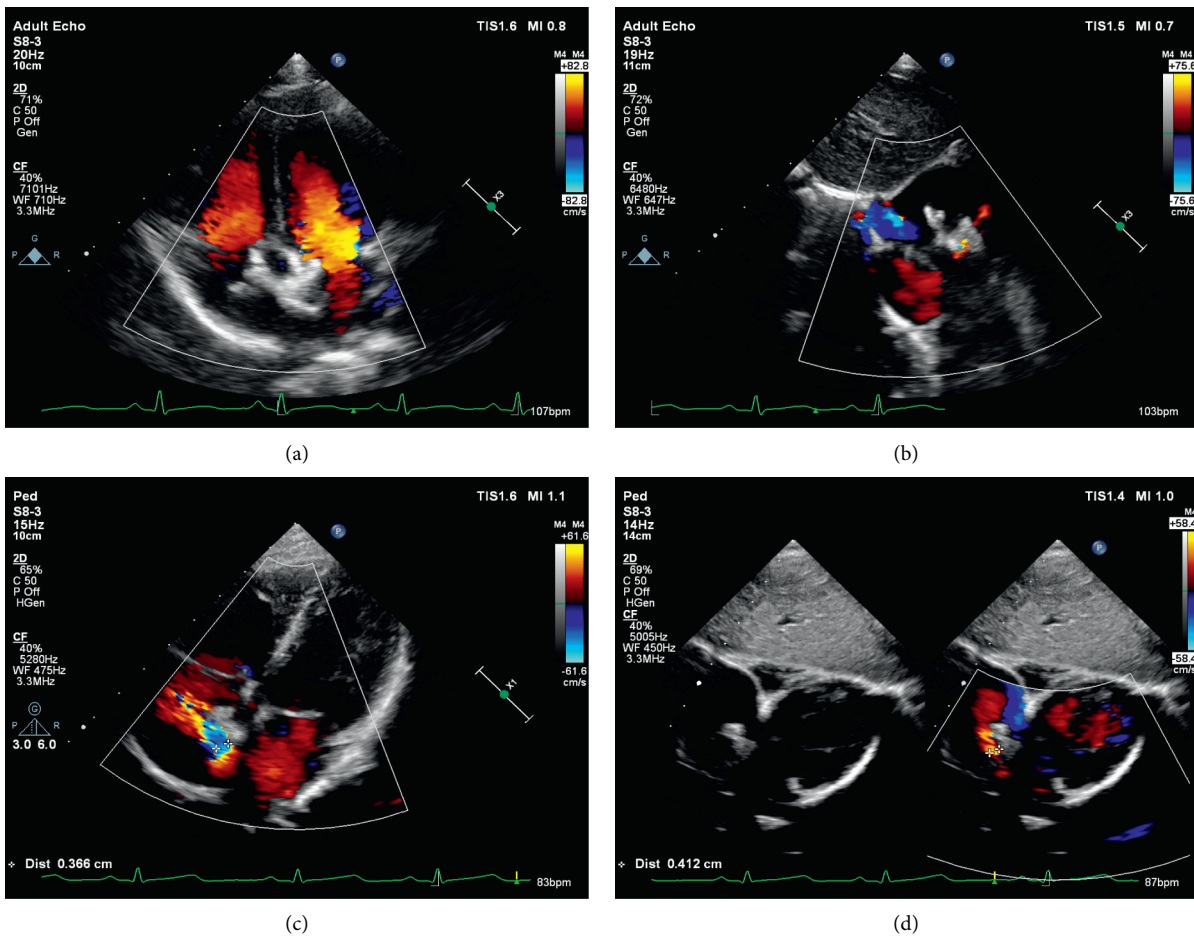 Adult Echo
TIS1.6 MI 0.8
S8-3
20Hz
10cm
M4 M4
+82.8
2D
71%
C 50
P Off
Gen
CF
40%
7101Hz
WF 710Hz
3.3MHz
-82.8
cm/s
P
X3
G
P R
107bpm
(a)
Adult Echo
TIS1.5 MI 0.7
S8-3
19Hz
11cm
M4 M4
+75.6
2D
72%
C 50
P Off
Gen
CF
40%
6480Hz
WF 647Hz
3.3MHz
-75.6
cm/s
P
X3
G
P R
103bpm
(b)
Ped
TIS1.6 MI 1.1
S8-3
15Hz
10cm
M4 M4
+61.6
2D
65%
C 50
P Off
HGen
CF
40%
5280Hz
WF 475Hz
3.3MHz
-61.6
cm/s
P
X1
G
P R
3.0 6.0
Dist 0.366 cm
83bpm
(c)
Ped
TIS1.4 MI 1.0
S8-3
14Hz
14cm
M4 M4
+58.4
2D
69%
C 50
P Off
HGen
CF
40%
5005Hz
WF 450Hz
3.3MHz
-58.4
cm/s
P
Dist 0.412 cm
87bpm
(d)